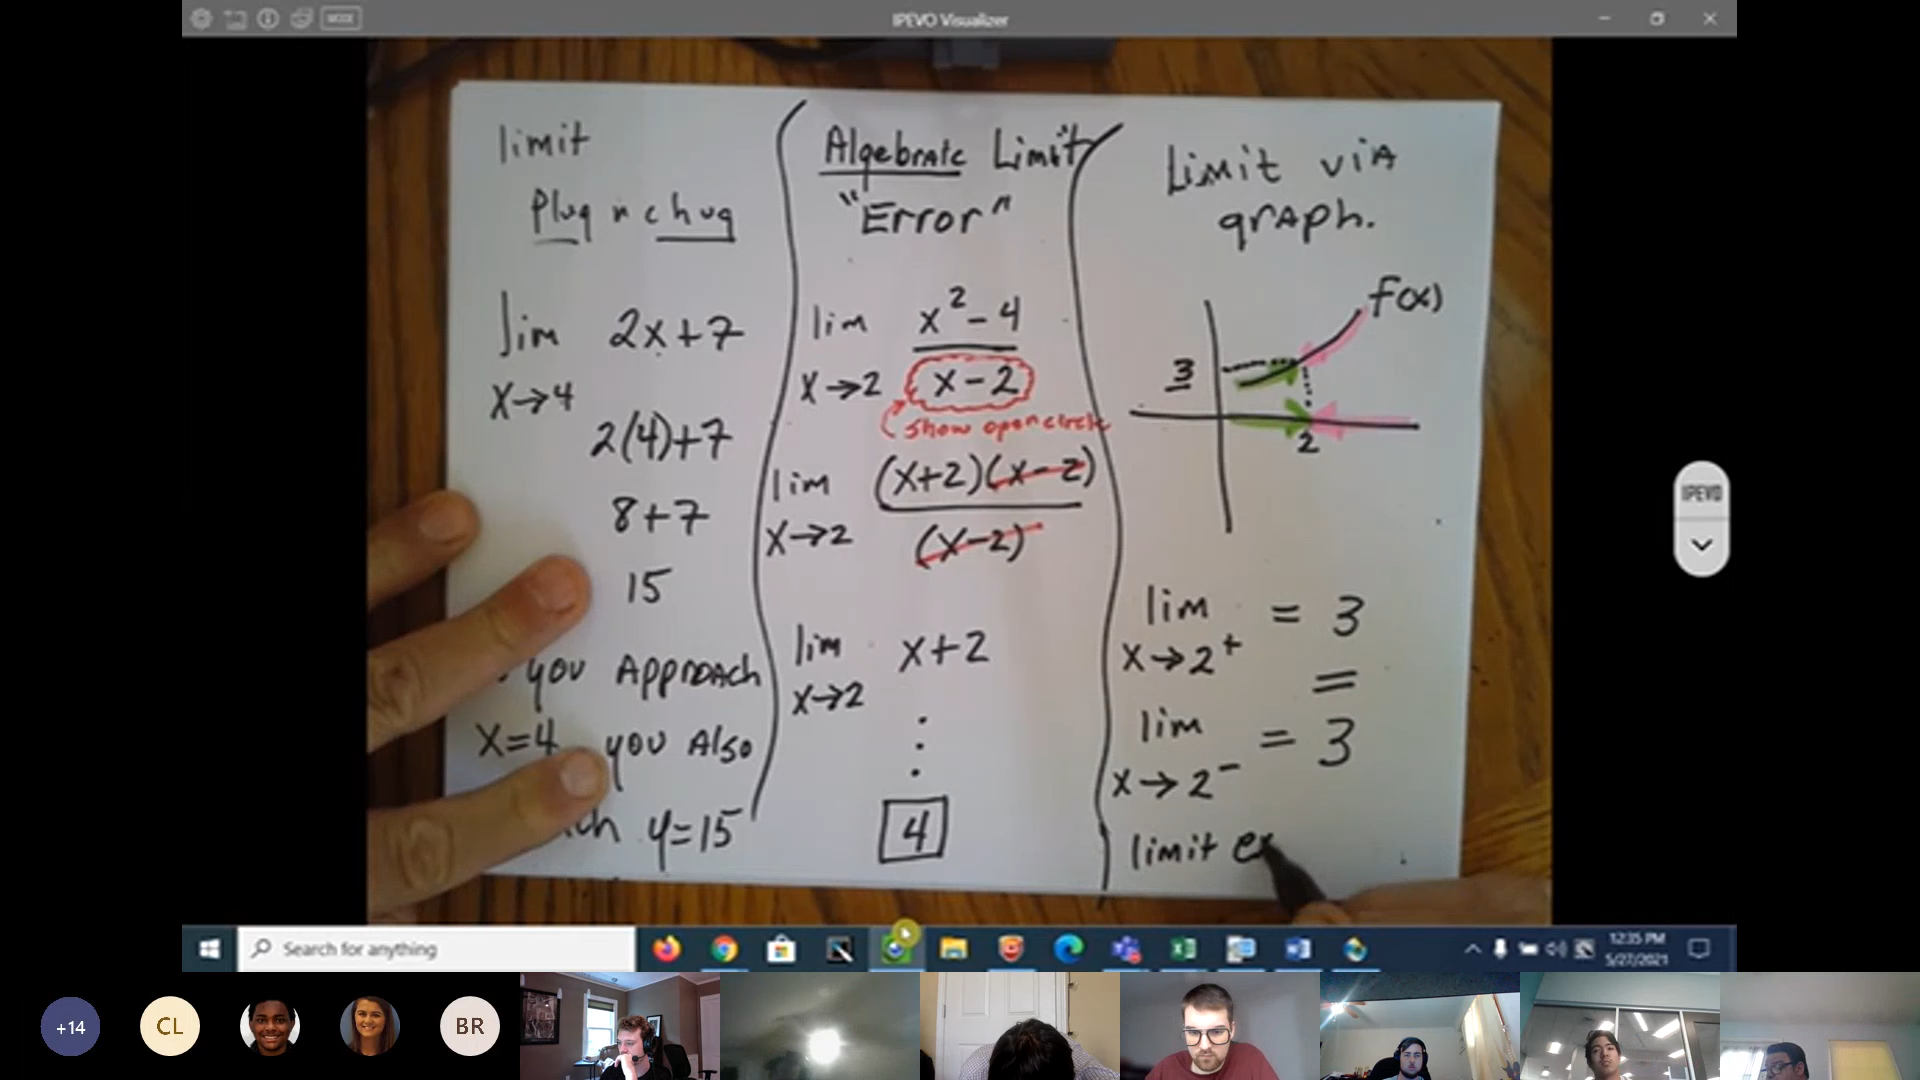 MODE
IPEVO Visualizer
limit
Plug n chug
lim 2x+7
x→4
2(4)+7
8+7
15
you Approach
x=4 you Also
y=15
Algebraic Limit
"Error"
lim x²-4
x→2 x-2
show open circle
lim (x+2)(x-2)
x→2 (x-2)
lim x+2
x→2
4
Limit via
graph.
f(x)
3
2
lim = 3
x→2⁺
=
lim = 3
x→2⁻
limit ex
IPEVO
Search for anything
12:35 PM
5/27/2021
+14
CL
BR